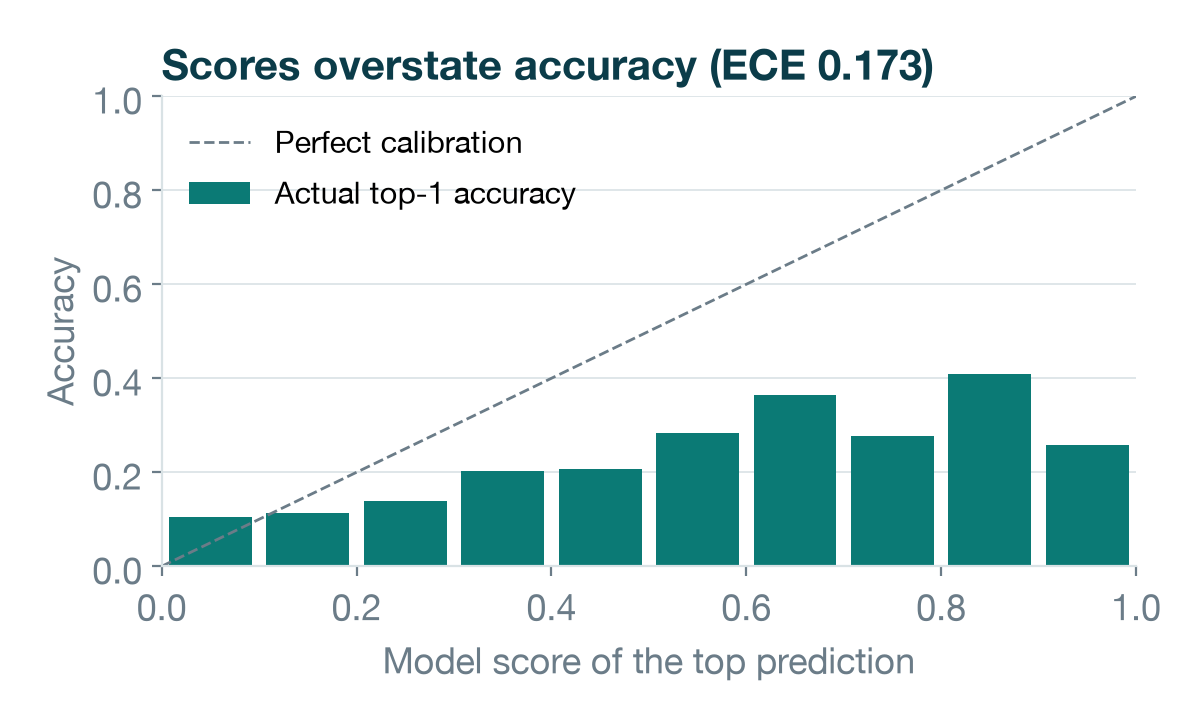 Scores overstate accuracy (ECE 0.173)
Perfect calibration
Actual top-1 accuracy
Accuracy
1.0
0.8
0.6
0.4
0.2
0.0
0.0 0.2 0.4 0.6 0.8 1.0
Model score of the top prediction